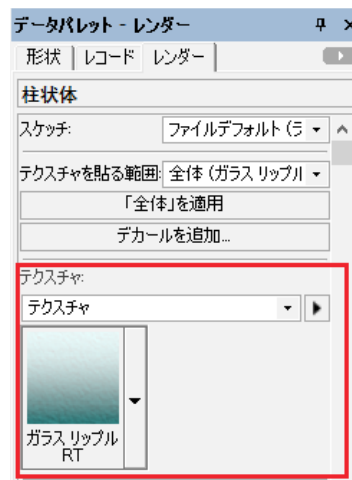 データパレット - レンダー
形状 レコード レンダー
柱状体
スケッチ: ファイルデフォルト (ラ
テクスチャを貼る範囲: 全体 (ガラス リップル
「全体」を適用
デカールを追加...
テクスチャ:
テクスチャ
ガラス リップル
RT